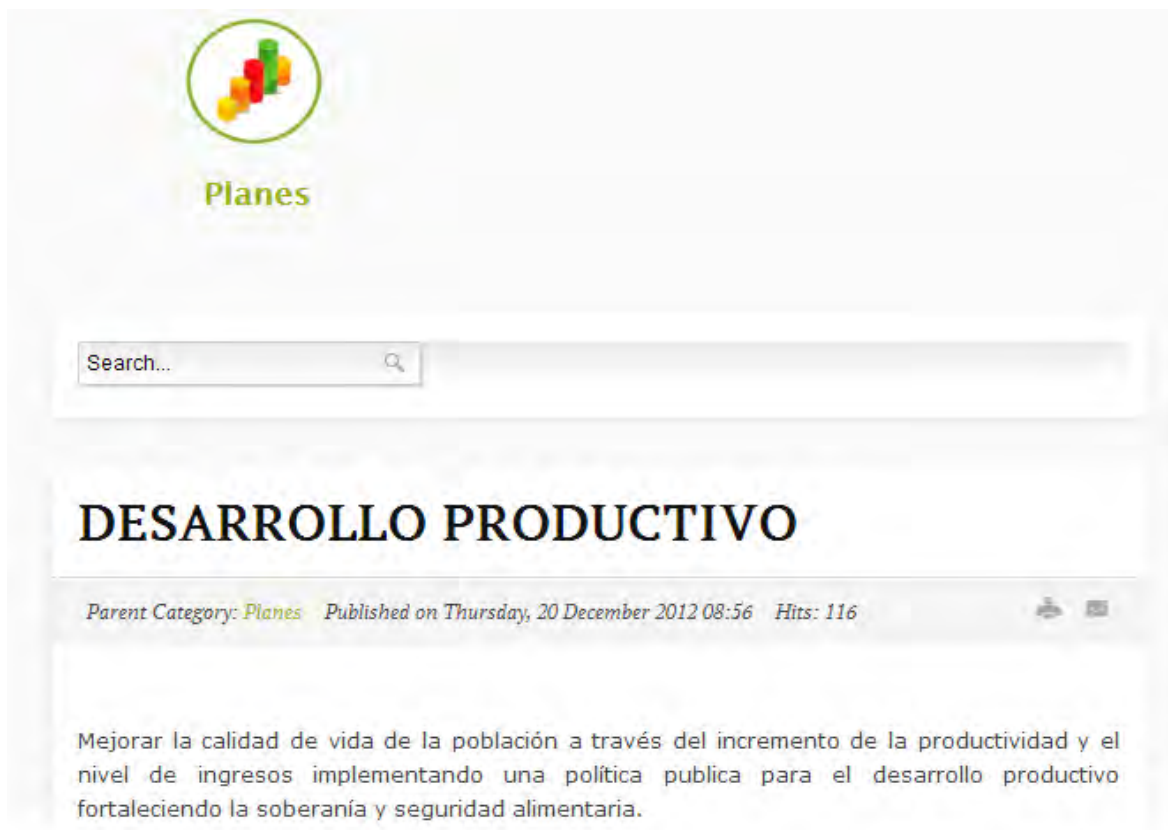 Planes
Search...
DESARROLLO PRODUCTIVO
Parent Category: Planes Published on Thursday, 20 December 2012 08:56 Hits: 116
Mejorar la calidad de vida de la población a través del incremento de la productividad y el
nivel de ingresos implementando una política publica para el desarrollo productivo
fortaleciendo la soberanía y seguridad alimentaria.